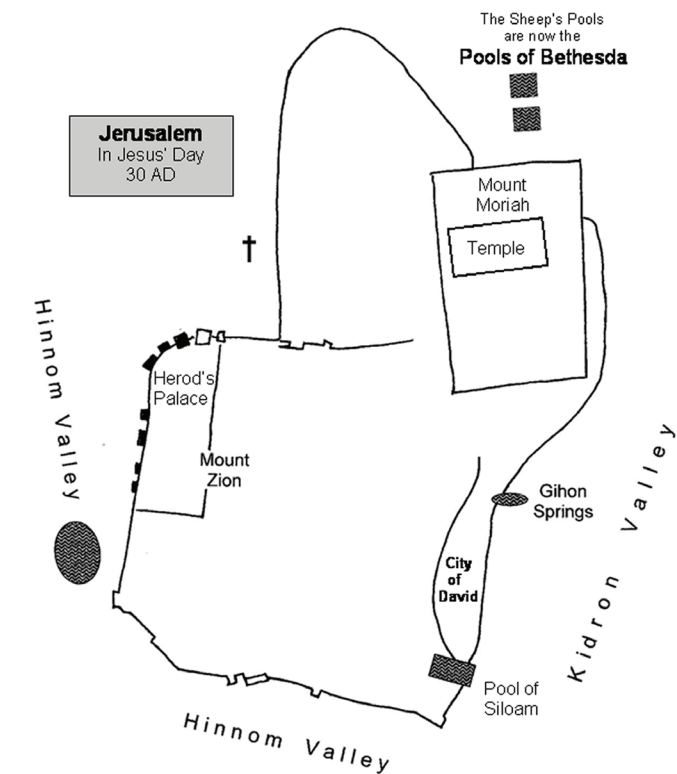 The Sheep's Pools
are now the
Pools of Bethesda
Jerusalem
In Jesus' Day
30 AD
Mount
Moriah
Temple
Hinnom Valley
Herod's
Palace
Mount
Zion
Gihon
Springs
Kidron Valley
City
of
David
Pool of
Siloam
Hinnom Valley